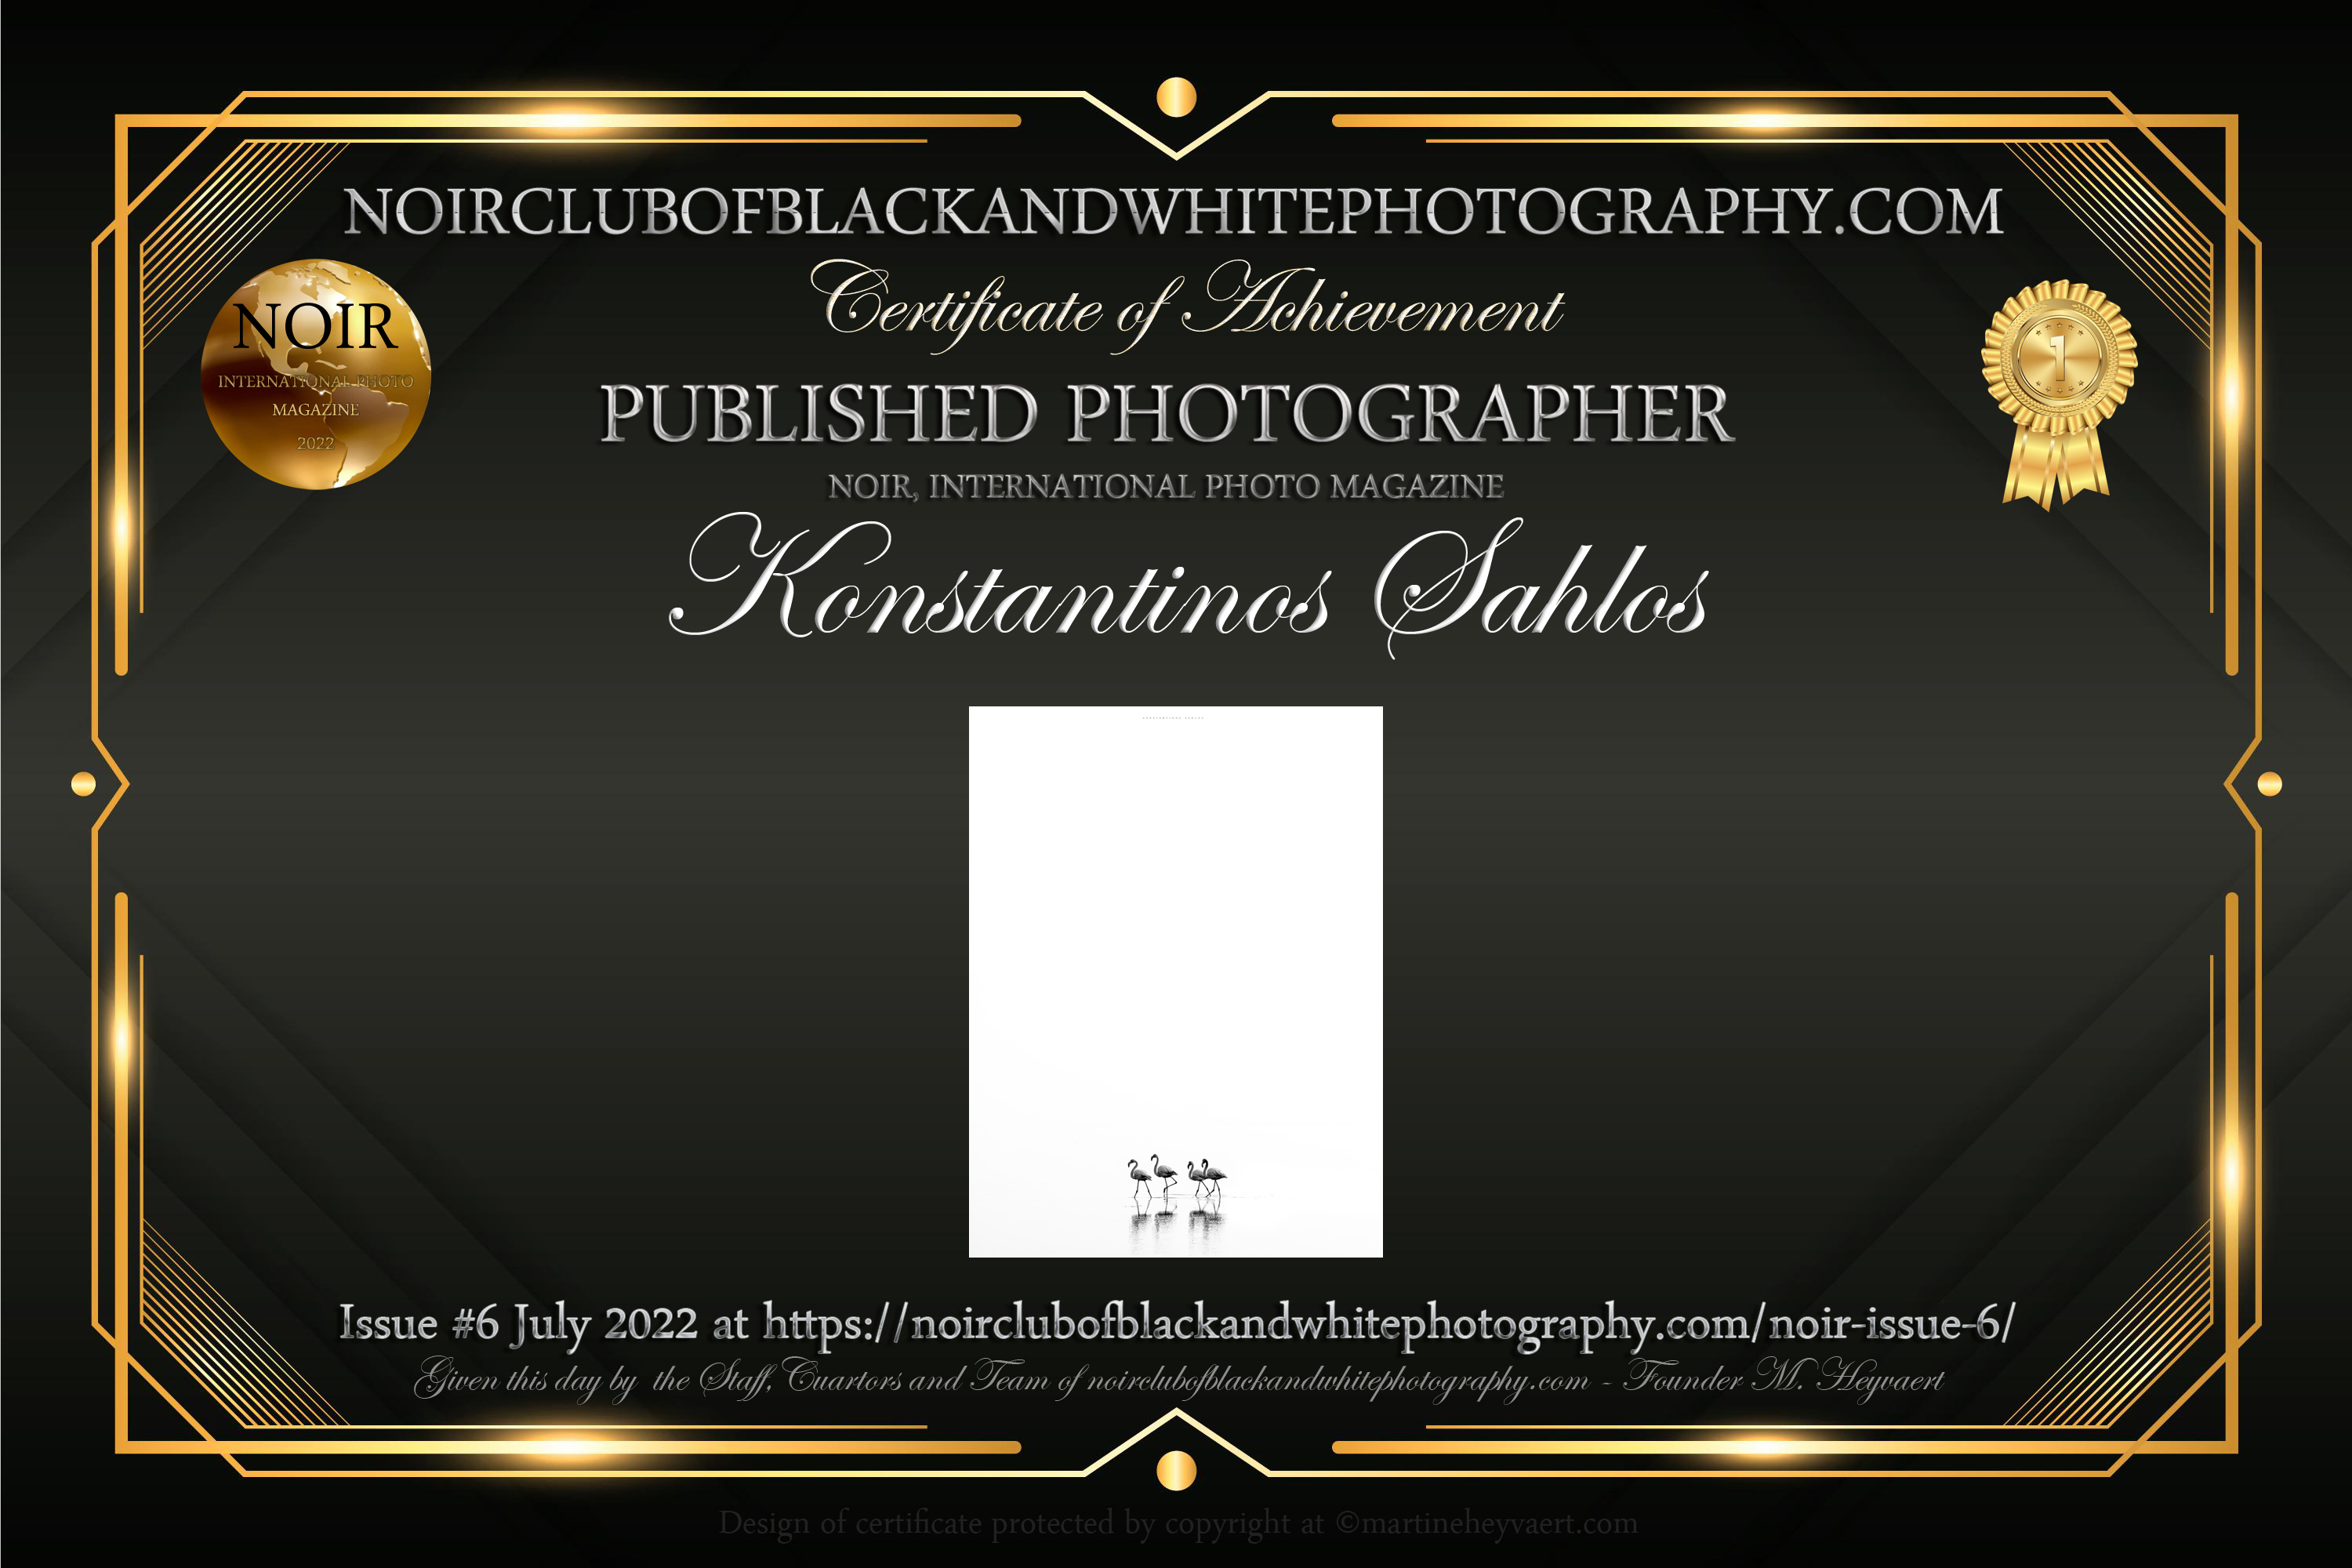 NOIRCLUBOFBLACKANDWHITEPHOTOGRAPHY.COM
Certificate of Achievement
NOIR
INTERNATIONAL PHOTO
MAGAZINE
2022
1
PUBLISHED PHOTOGRAPHER
NOIR, INTERNATIONAL PHOTO MAGAZINE
Konstantinos Sahlos
Issue #6 July 2022 at https://noirclubofblackandwhitephotography.com/noir-issue-6/
Given this day by the Staff, Cuartors and Team of noirclubofblackandwhitephotography.com - Founder M. Heyvaert
Design of certificate protected by copyright at ©martineheyvaert.com